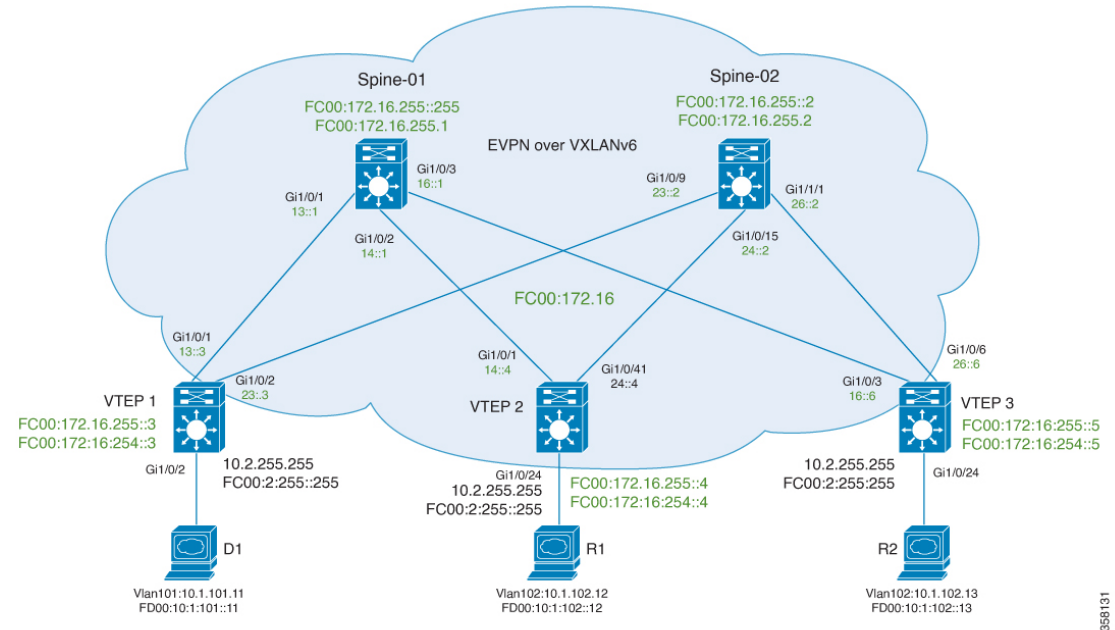 Spine-01
FC00:172.16.255::255
FC00:172.16.255.1
Spine-02
FC00:172.16.255::2
FC00:172.16.255.2
EVPN over VXLANv6
Gi1/0/3
16::1
Gi1/0/1
13::1
Gi1/0/2
14::1
Gi1/0/9
23::2
Gi1/1/1
26::2
Gi1/0/15
24::2
FC00:172.16
Gi1/0/1
13::3
Gi1/0/2
23::3
Gi1/0/1
14::4
Gi1/0/41
24::4
Gi1/0/3
16::6
Gi1/0/6
26::6
VTEP 1
FC00:172.16.255::3
FC00:172:16:254::3
Gi1/0/2
10.2.255.255
FC00:2:255::255
VTEP 2
Gi1/0/24
10.2.255.255
FC00:2:255::255
FC00:172.16.255::4
FC00:172:16:254::4
VTEP 3
FC00:172:16:255::5
FC00:172:16:254::5
10.2.255.255
FC00:2:255:255
Gi1/0/24
D1
Vlan101:10.1.101.11
FD00:10:1:101::11
R1
Vlan102:10.1.102.12
FD00:10:1:102::12
R2
Vlan102:10.1.102.13
FD00:10:1:102::13
358131